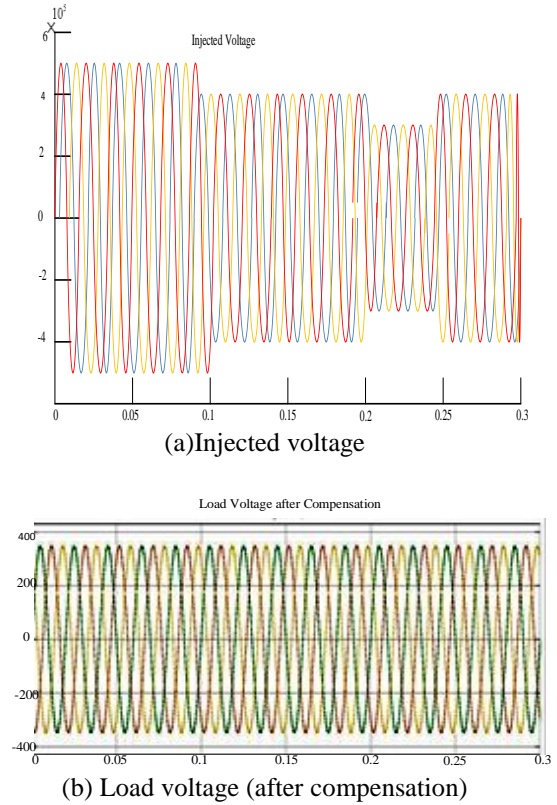 6 × 10⁵
Injected Voltage
4
2
0
-2
-4
0 0.05 0.1 0.15 0.2 0.25 0.3
(a)Injected voltage
Load Voltage after Compensation
400
200
0
-200
-400
0 0.05 0.1 0.15 0.2 0.25 0.3
(b) Load voltage (after compensation)